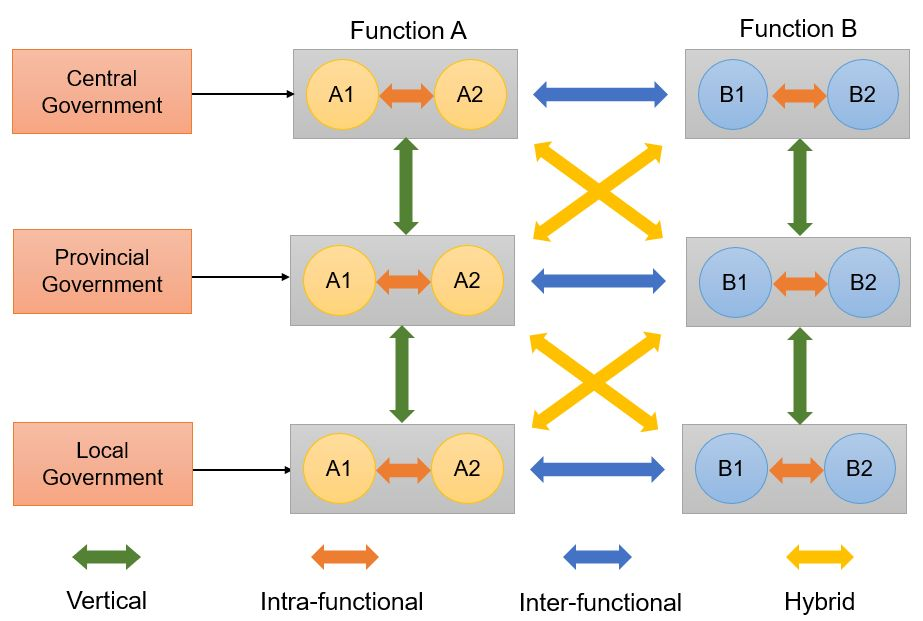 Function A
Function B
Central
Government
A1
A2
B1
B2
Provincial
Government
A1
A2
B1
B2
Local
Government
A1
A2
B1
B2
Vertical
Intra-functional
Inter-functional
Hybrid